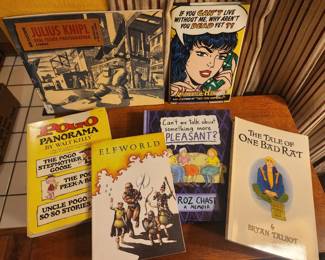 JULIUS KNIPL
REAL ESTATE PHOTOGRAPHER
STORIES
IF YOU CAN'T LIVE
WITHOUT ME, WHY AREN'T
YOU DEAD YET?!
POGO
PANORAMA
BY WALT KELLY
THE POGO
STEPMOTHER
GOOSE
THE POGO
PEEK-A-B
UNCLE POGO
SO-SO STORIES
ELFWORLD
Can't we talk about
something more
PLEASANT?
ROZ CHAST
A MEMOIR
THE TALE OF
ONE BAD RAT
by
BRYAN TALBOT